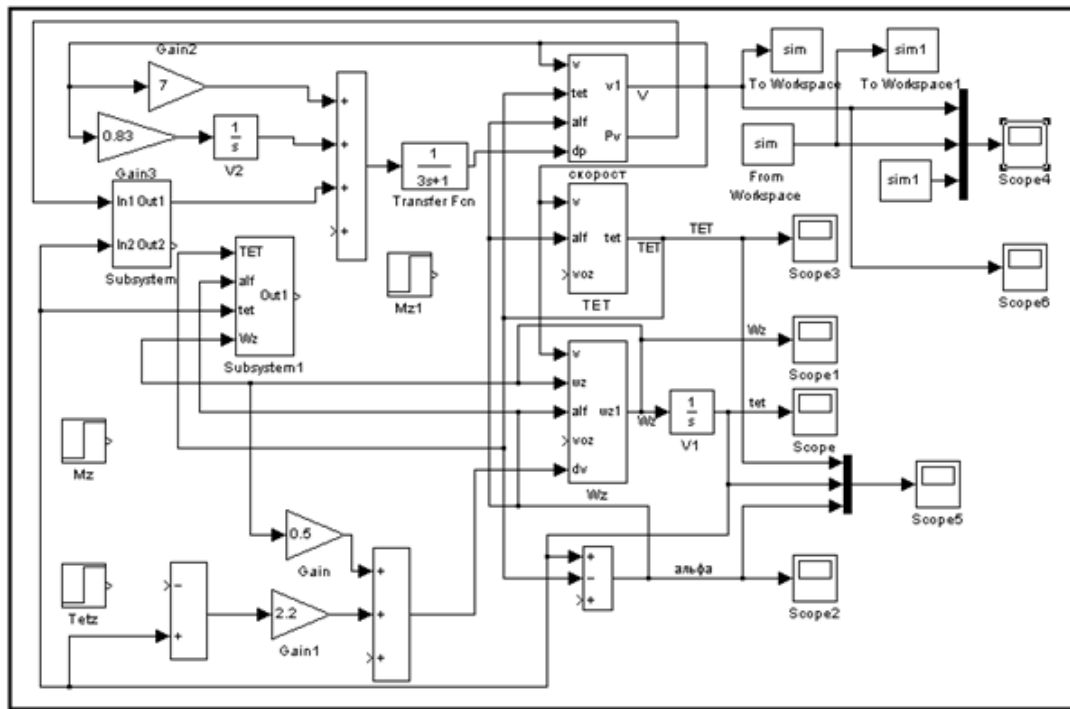 Gain2
7
0.83
Gain3
1
s
V2
+
+
+
+
1
3s+1
Transfer Fcn
In1 Out1
In2 Out2
Subsystem
TET
alf
tet
Wz
Out1
Subsystem1
Mz1
v
tet
alf
dp
v1
Pv
V
скорост
v
alf
voz
tet
TET
TET
TET
v
wz
alf
voz
dv
wz1
Wz
Wz
1
s
V1
sim
To Workspace
sim1
To Workspace1
sim
From
Workspace
sim1
Scope4
Scope3
Scope6
Wz
Scope1
tet
Scope
Scope5
альфа
Scope2
+
-
+
Mz
Tetz
-
+
0.5
Gain
2.2
Gain1
+
+
+